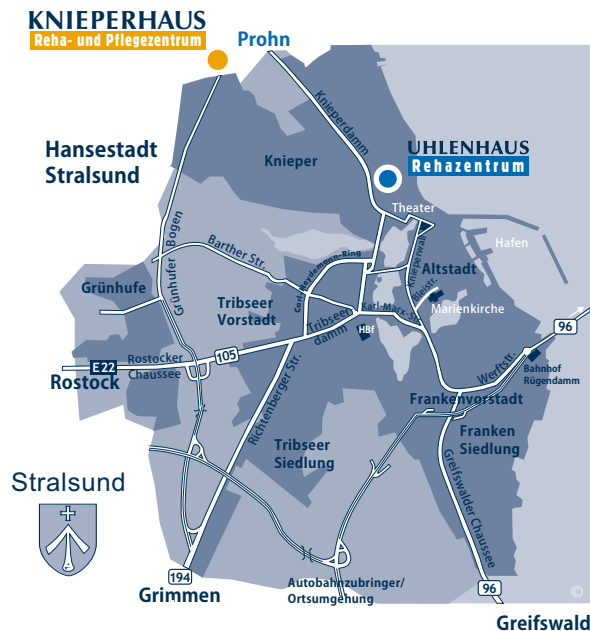 KNIEPERHAUS
Reha- und Pflegezentrum
Prohn
Knieperdamm
Hansestadt
Stralsund
Knieper
UHLENHAUS
Rehazentrum
Theater
Hafen
Grünhufer Bogen
Barther Str.
Carl-Heydemann-Ring
Knieperwall
Altstadt
Bleistr.
Marienkirche
Grünhufe
Tribseer
Vorstadt
Tribseer
damm
Karl-Marx-Str.
HBf
96
E 22
Rostocker
Chaussee
105
Rostock
Werftstr.
Bahnhof
Rügendamm
Richtenberger Str.
Frankenvorstadt
Franken
Siedlung
Tribseer
Siedlung
Greifswalder Chaussee
Stralsund
194
Grimmen
Autobahnzubringer/
Ortsumgehung
96
©
Greifswald